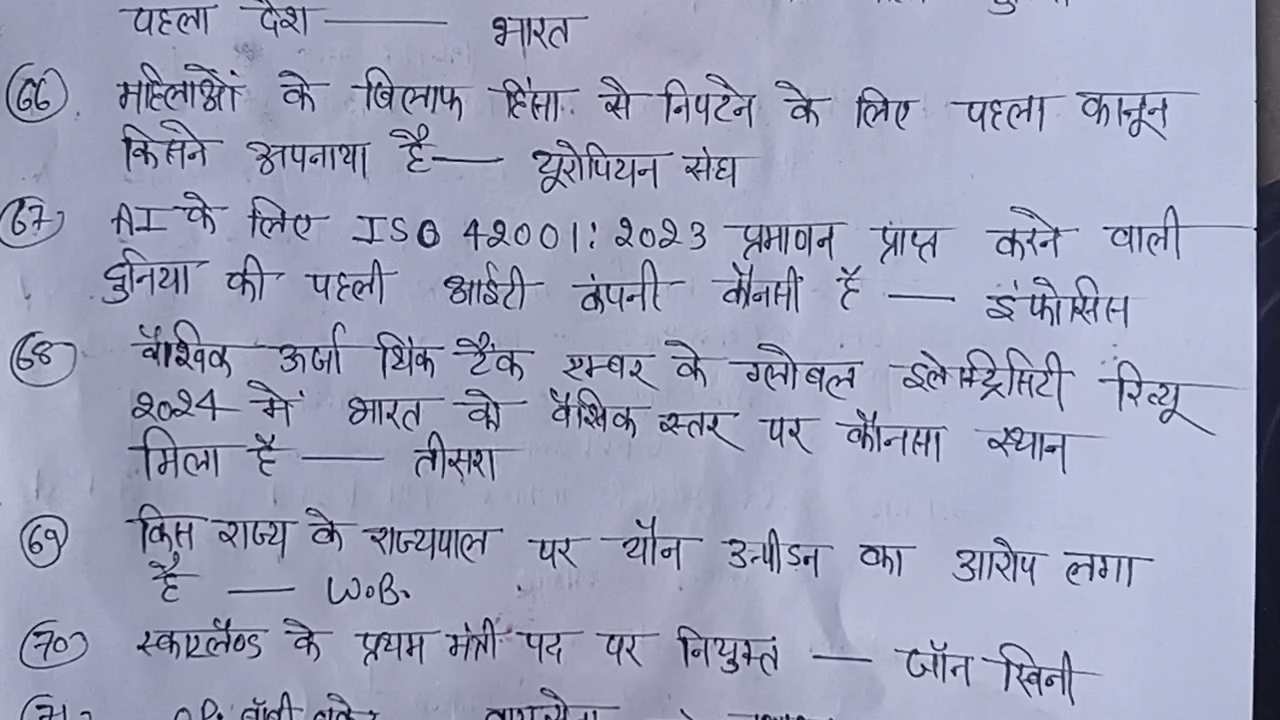 पहला देश — भारत
66 महिलाओं के खिलाफ हिंसा से निपटने के लिए पहला कानून
किसने अपनाया है — यूरोपियन संघ
67 AI के लिए ISO 42001:2023 प्रमाणन प्राप्त करने वाली
दुनिया की पहली आईटी कंपनी कौनसी है — इंफोसिस
68 वैश्विक ऊर्जा थिंक टैंक एम्बर के ग्लोबल इलेक्ट्रिसिटी रिव्यू
2024 में भारत को वैश्विक स्तर पर कौनसा स्थान
मिला है — तीसरा
69 किस राज्य के राज्यपाल पर यौन उत्पीडन का आरोप लगा
है — W.B.
70 स्काटलैण्ड के प्रथम मंत्री पद पर नियुक्त — जॉन स्विनी
71